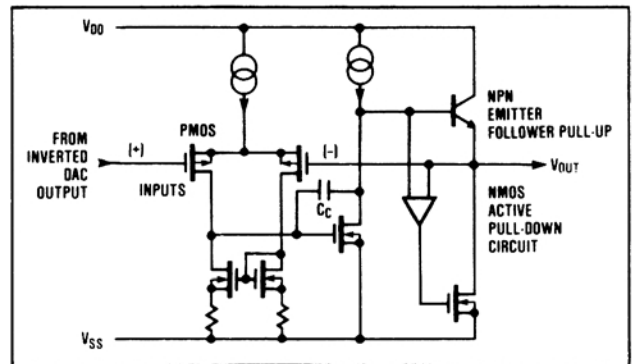 VDD
NPN
EMITTER
FOLLOWER PULL-UP
PMOS
FROM
INVERTED
DAC
OUTPUT
(+)
(-)
VOUT
INPUTS
CC
NMOS
ACTIVE
PULL-DOWN
CIRCUIT
VSS